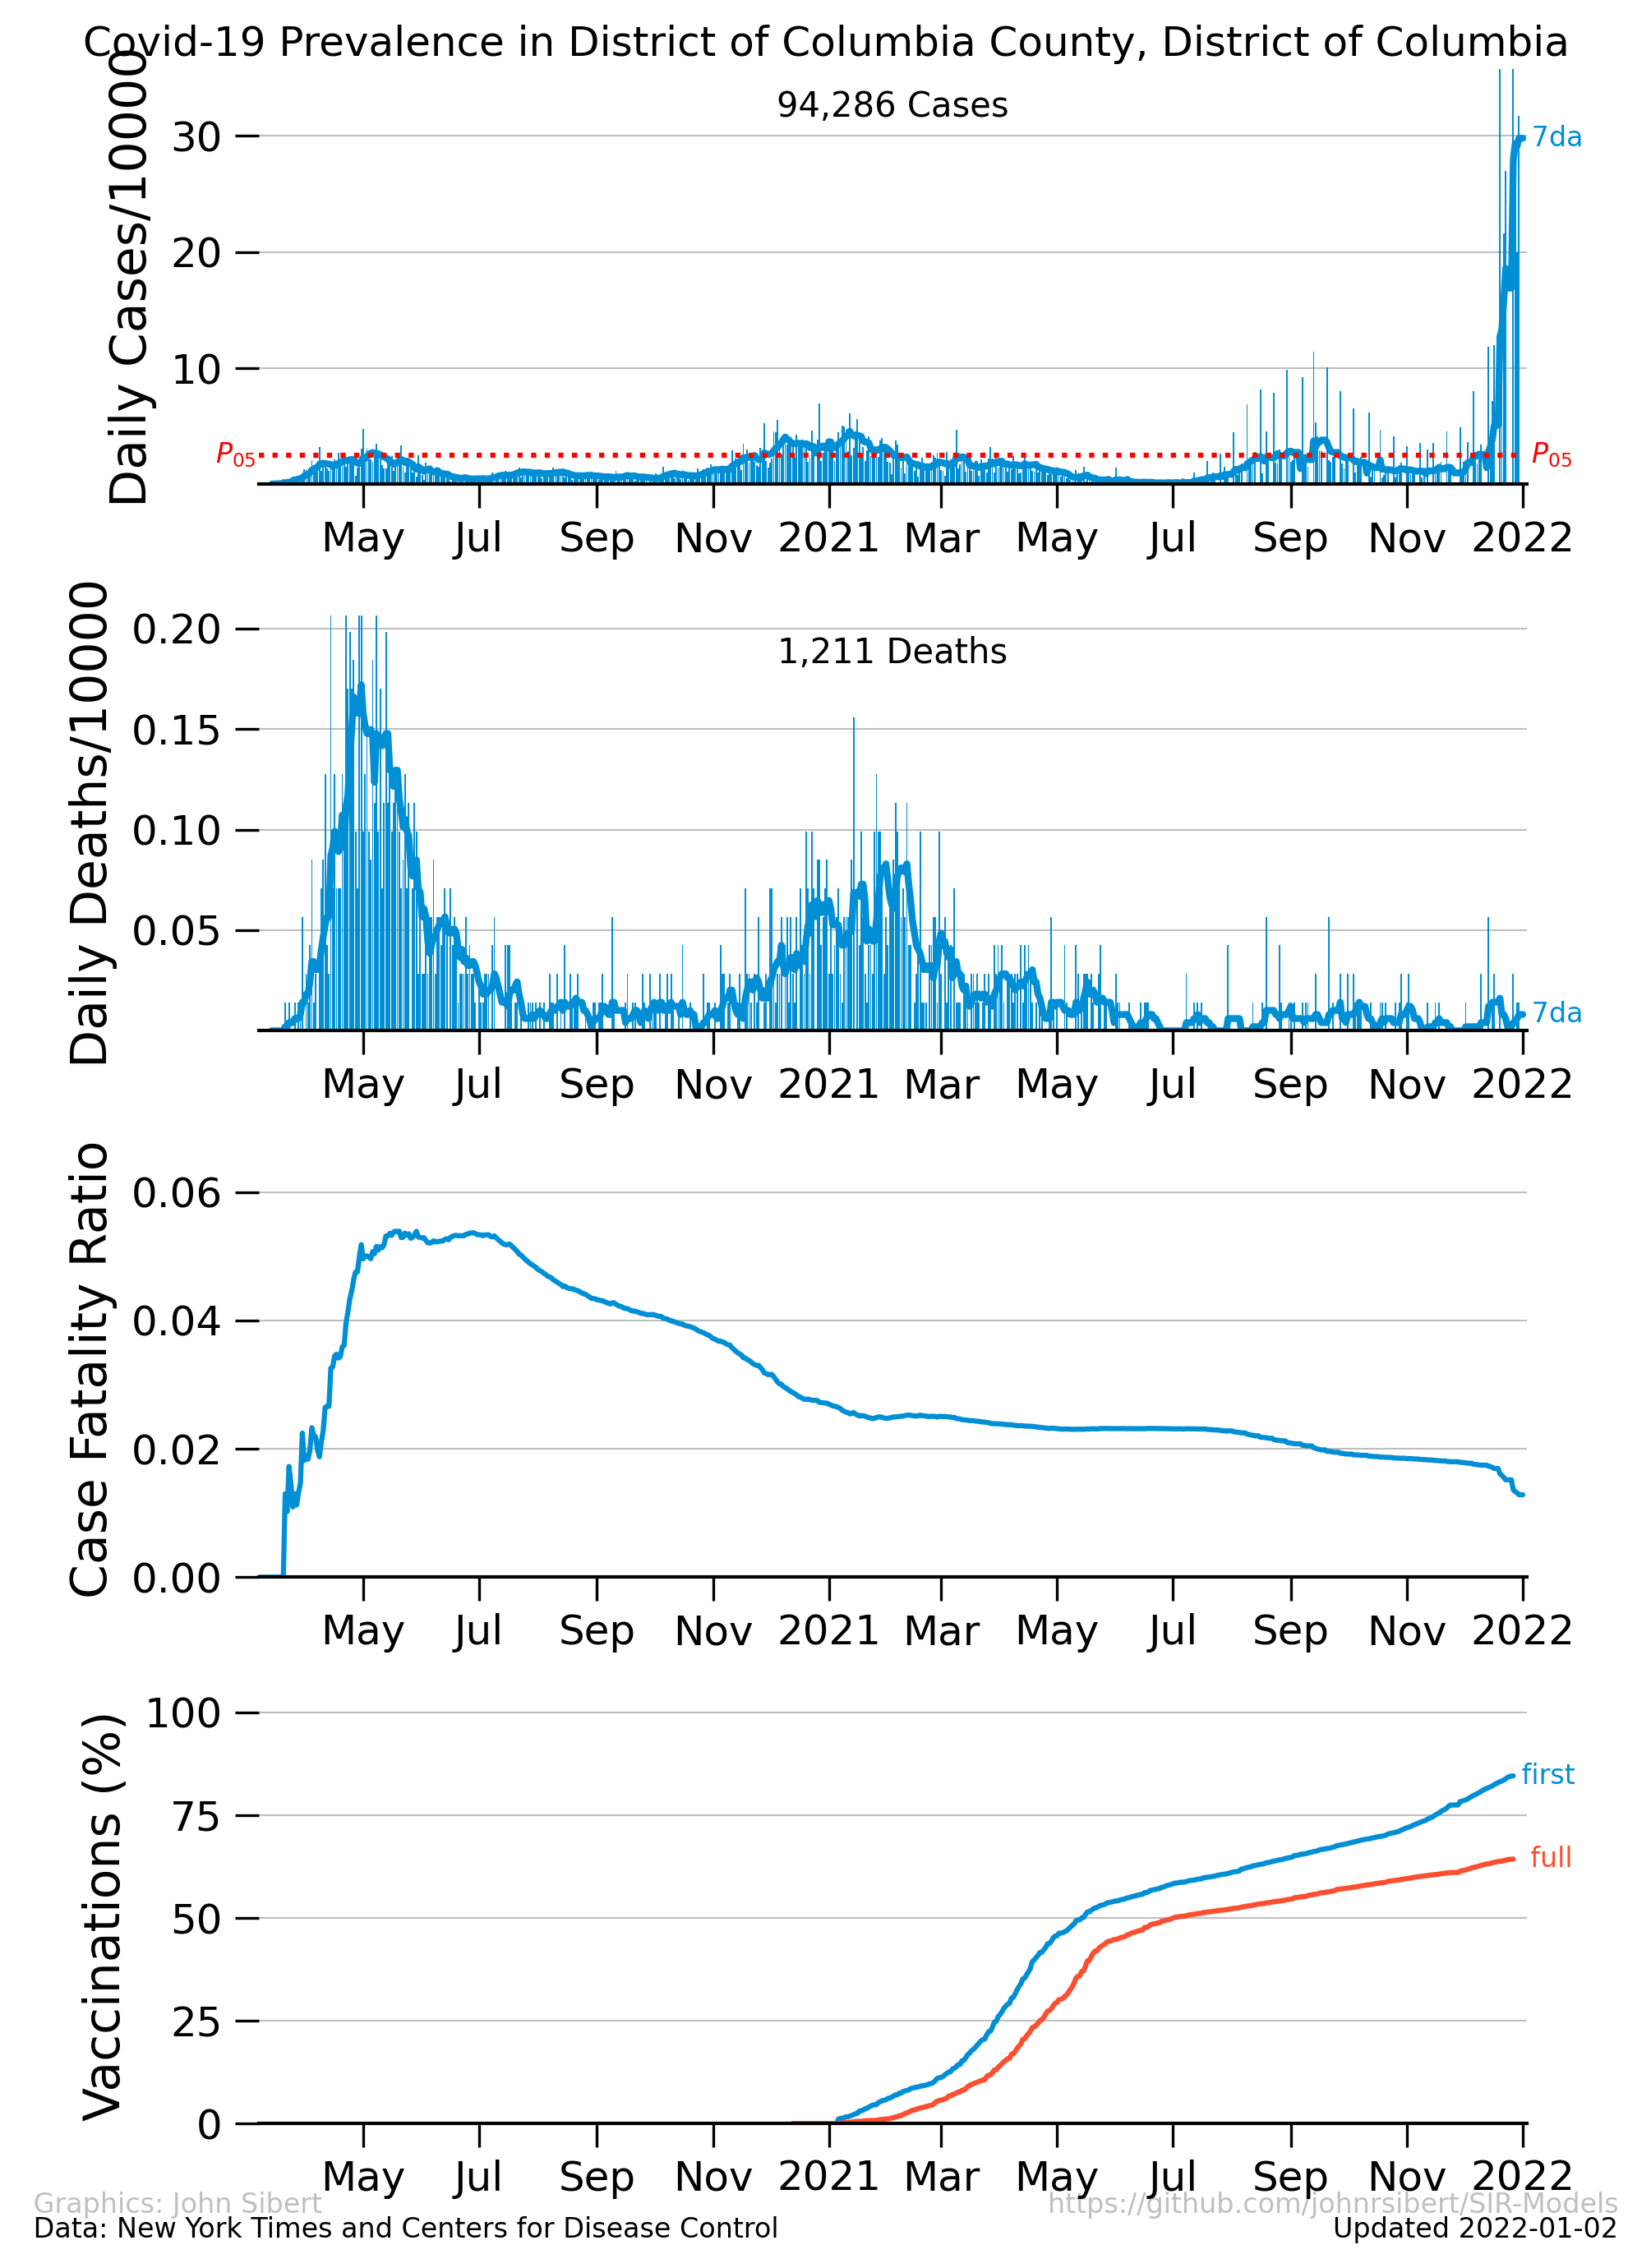 Covid-19 Prevalence in District of Columbia County, District of Columbia
Daily Cases/10000
94,286 Cases
30
20
10
7da
P05
P05
May Jul Sep Nov 2021 Mar May Jul Sep Nov 2022
Daily Deaths/10000
1,211 Deaths
0.20
0.15
0.10
0.05
7da
May Jul Sep Nov 2021 Mar May Jul Sep Nov 2022
Case Fatality Ratio
0.06
0.04
0.02
0.00
May Jul Sep Nov 2021 Mar May Jul Sep Nov 2022
Vaccinations (%)
100
75
50
25
0
first
full
May Jul Sep Nov 2021 Mar May Jul Sep Nov 2022
Graphics: John Sibert
https://github.com/johnrsibert/SIR-Models
Data: New York Times and Centers for Disease Control
Updated 2022-01-02